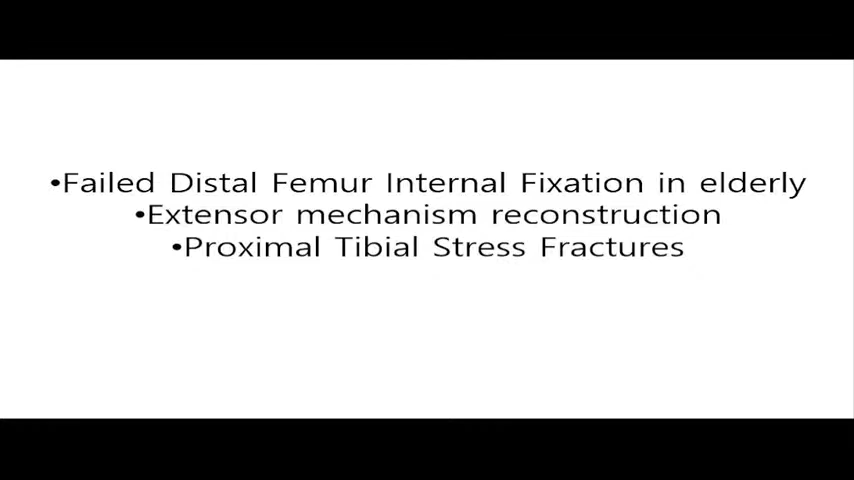 •Failed Distal Femur Internal Fixation in elderly
•Extensor mechanism reconstruction
•Proximal Tibial Stress Fractures